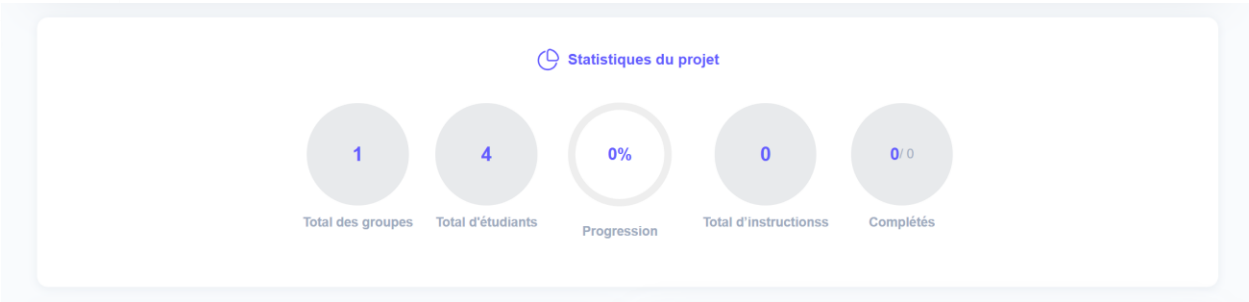 Statistiques du projet
1 4 0% 0 0/ 0
Total des groupes Total d'étudiants Progression Total d'instructionss Complétés